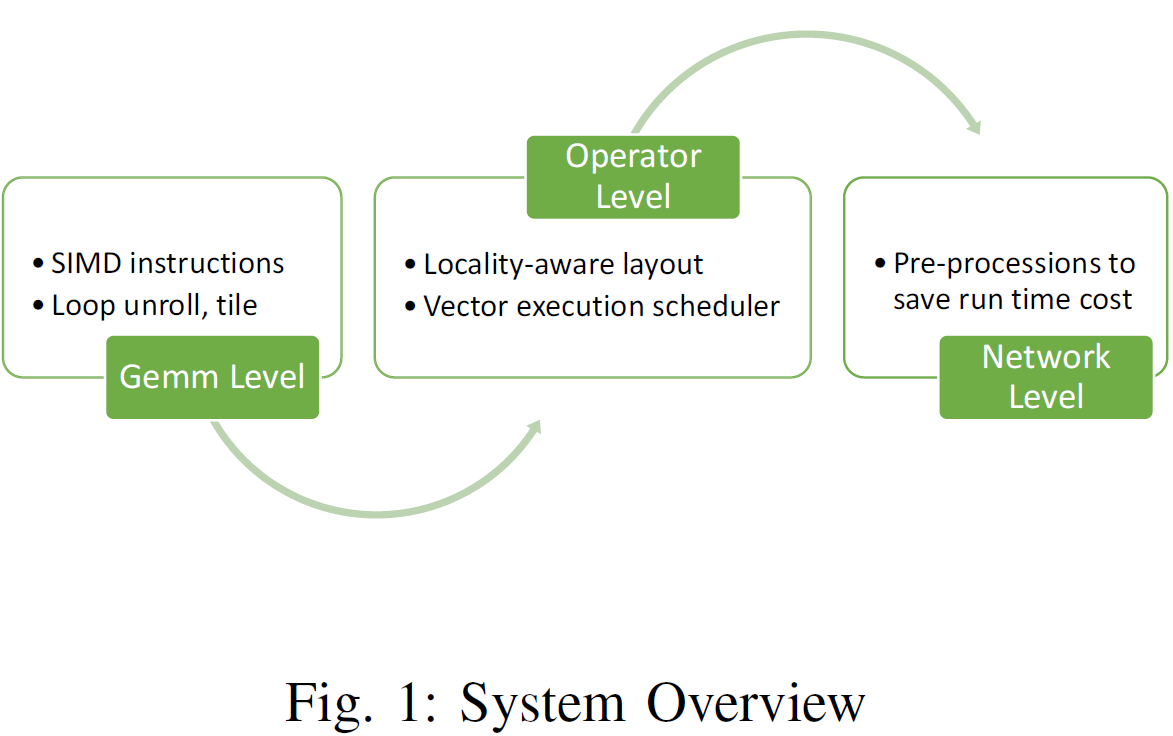 • SIMD instructions
• Loop unroll, tile
Gemm Level
Operator
Level
• Locality-aware layout
• Vector execution scheduler
• Pre-processions to
save run time cost
Network
Level
Fig. 1: System Overview